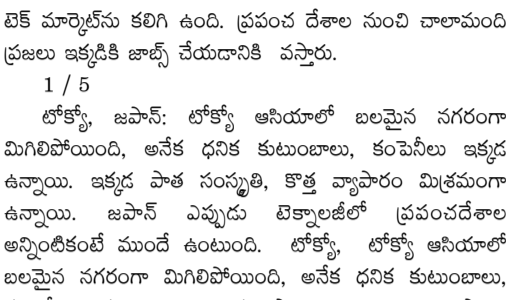 టెక్ మార్కెట్‌ను కలిగి ఉంది. ప్రపంచ దేశాల నుంచి చాలామంది
ప్రజలు ఇక్కడికి జాబ్స్ చేయడానికి వస్తారు.
1 / 5
టోక్యో, జపాన్: టోక్యో ఆసియాలో బలమైన నగరంగా
మిగిలిపోయింది, అనేక ధనిక కుటుంబాలు, కంపెనీలు ఇక్కడ
ఉన్నాయి. ఇక్కడ పాత సంస్కృతి, కొత్త వ్యాపారం మిశ్రమంగా
ఉన్నాయి. జపాన్ ఎప్పుడు టెక్నాలజీలో ప్రపంచదేశాల
అన్నింటికంటే ముందే ఉంటుంది. టోక్యో, టోక్యో ఆసియాలో
బలమైన నగరంగా మిగిలిపోయింది, అనేక ధనిక కుటుంబాలు,